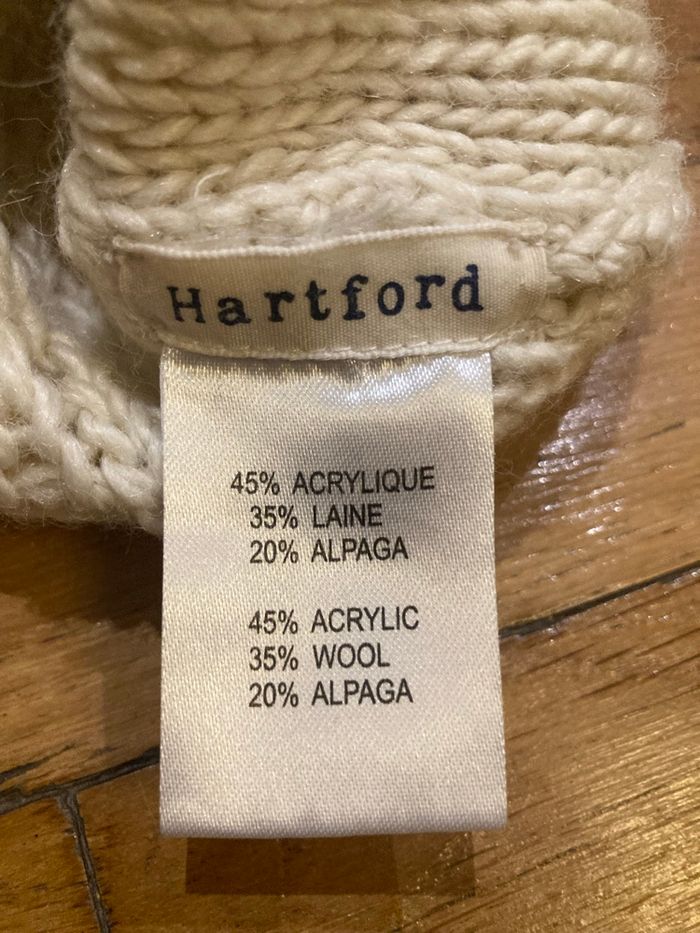 Hartford
45% ACRYLIQUE
35% LAINE
20% ALPAGA
45% ACRYLIC
35% WOOL
20% ALPAGA